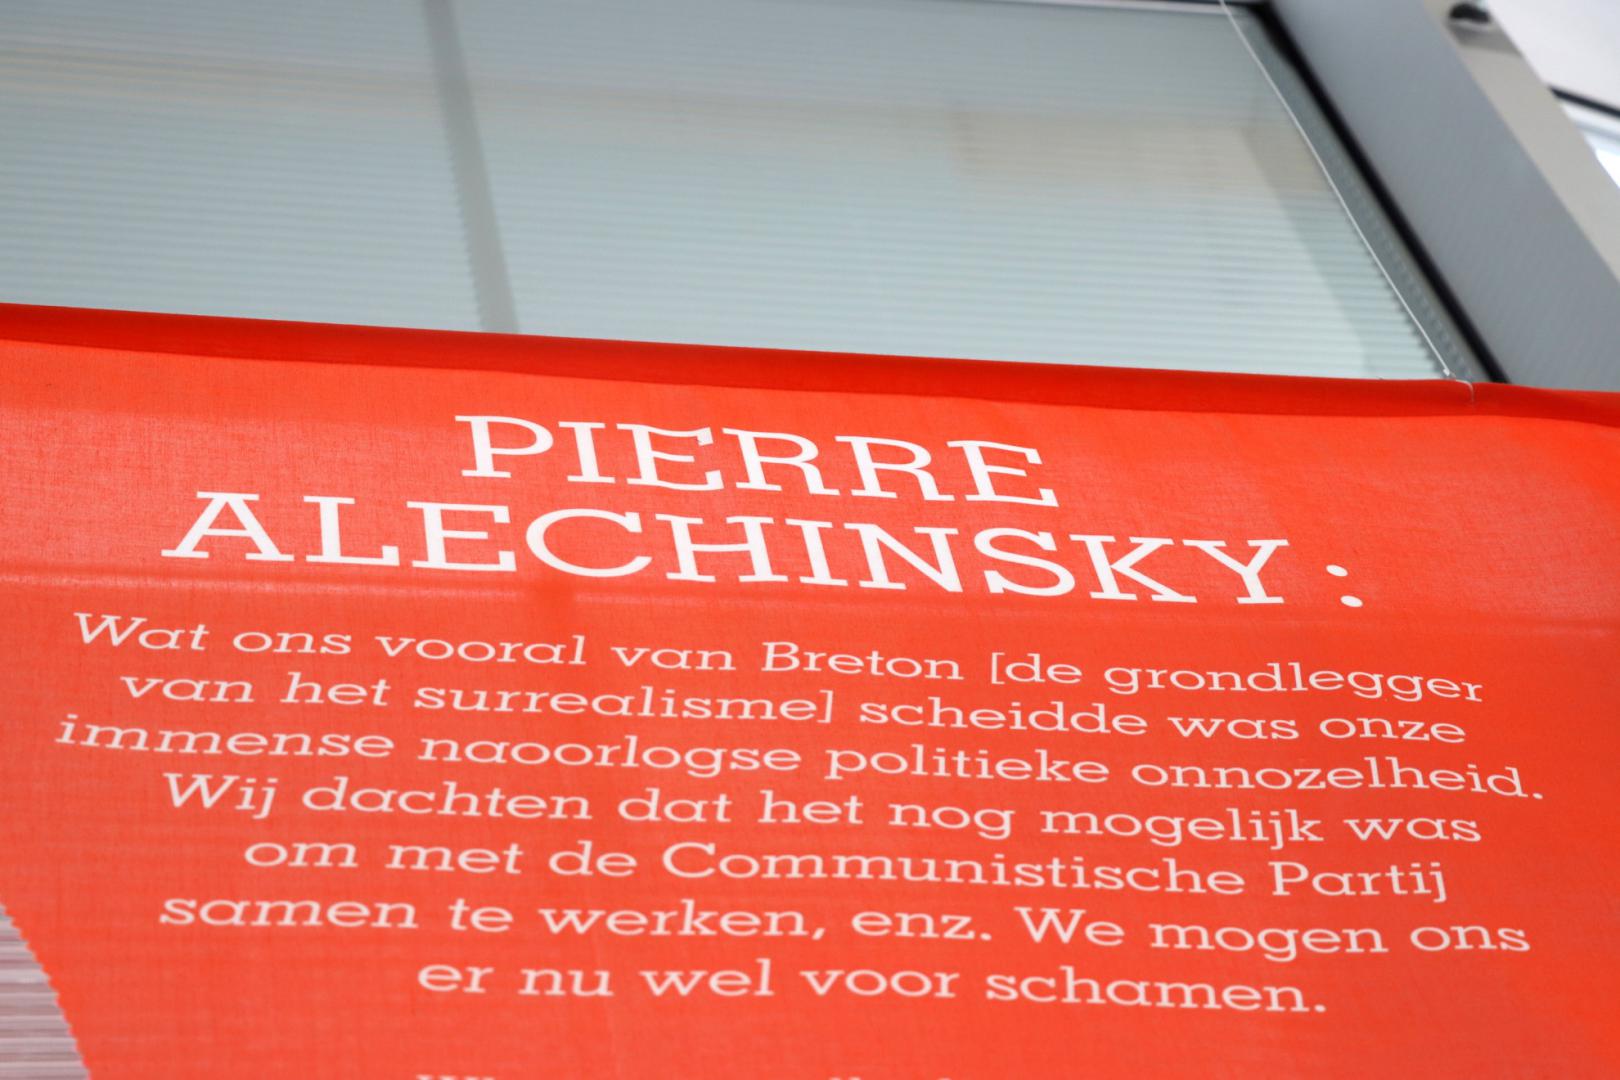 PIERRE
ALECHINSKY :
Wat ons vooral van Breton [de grondlegger
van het surrealisme] scheidde was onze
immense naoorlogse politieke onnozelheid.
Wij dachten dat het nog mogelijk was
om met de Communistische Partij
samen te werken, enz. We mogen ons
er nu wel voor schamen.